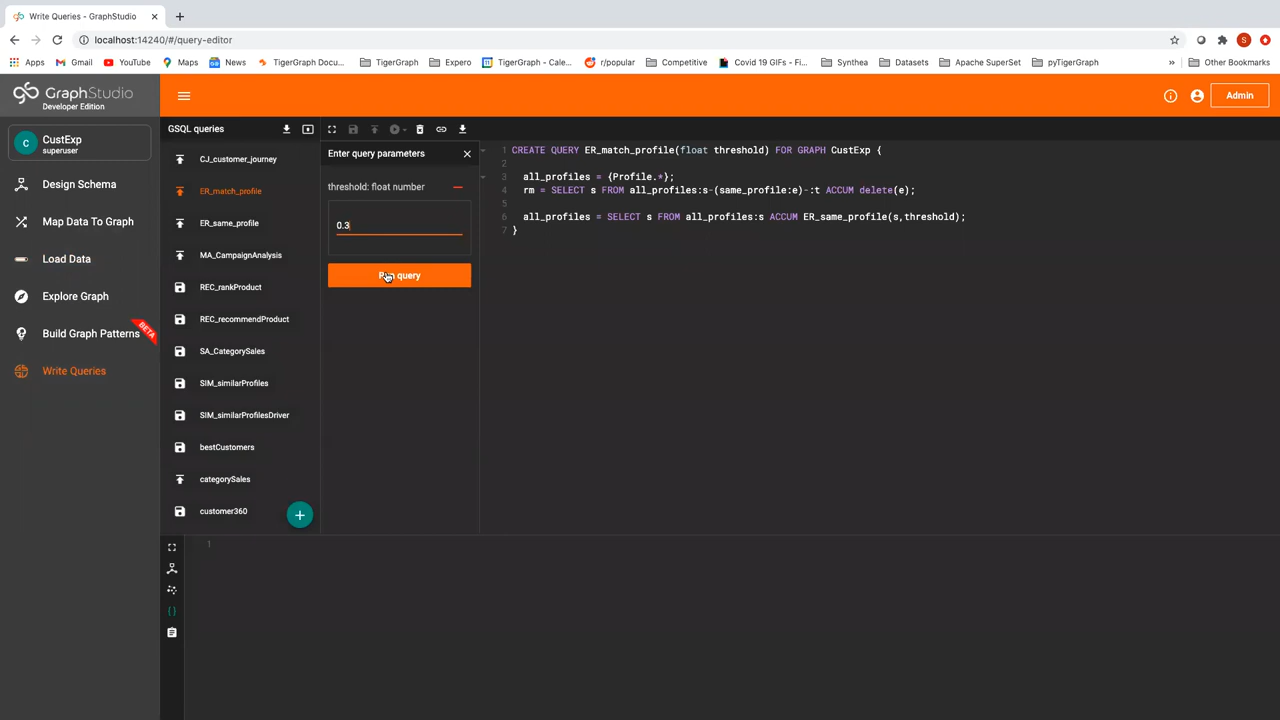 Write Queries - GraphStudio
localhost:14240/#/query-editor
Apps Gmail YouTube Maps News TigerGraph Docu... TigerGraph Expero TigerGraph - Cale... r/popular Competitive Covid 19 GIFs - Fi... Synthea Datasets Apache SuperSet pyTigerGraph » Other Bookmarks
GraphStudio
Developer Edition
Admin
C
CustExp
superuser
Design Schema
Map Data To Graph
Load Data
Explore Graph
Build Graph Patterns
BETA
Write Queries
GSQL queries
CJ_customer_journey
ER_match_profile
ER_same_profile
MA_CampaignAnalysis
REC_rankProduct
REC_recommendProduct
SA_CategorySales
SIM_similarProfiles
SIM_similarProfilesDriver
bestCustomers
categorySales
customer360
Enter query parameters
threshold: float number
0.3
Run query
1 CREATE QUERY ER_match_profile(float threshold) FOR GRAPH CustExp {
2
3 all_profiles = {Profile.*};
4 rm = SELECT s FROM all_profiles:s-(same_profile:e)-:t ACCUM delete(e);
5
6 all_profiles = SELECT s FROM all_profiles:s ACCUM ER_same_profile(s,threshold);
7 }
1